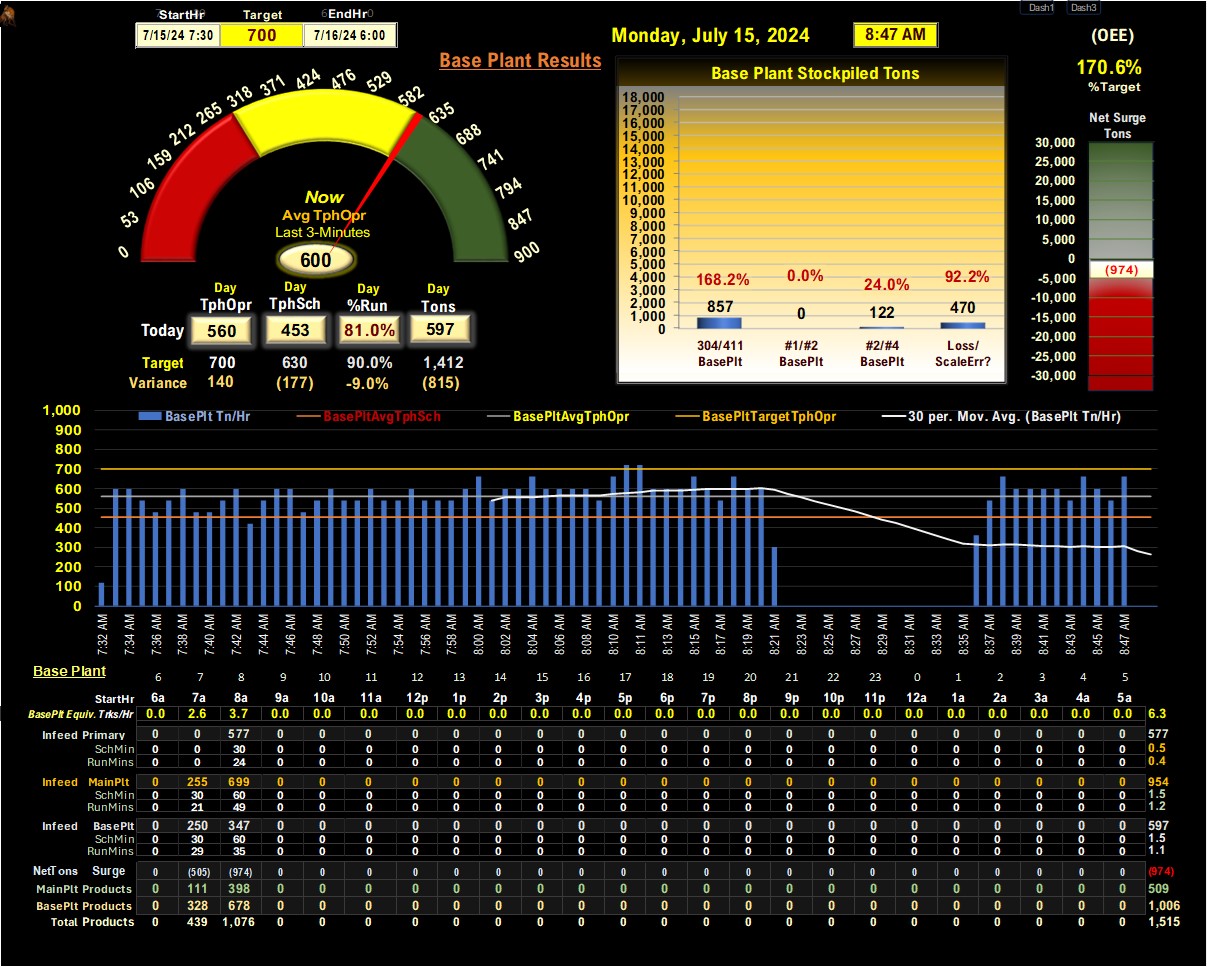 Dash1 Dash3
StartHr Target EndHr
7/15/24 7:30 700 7/16/24 6:00
Monday, July 15, 2024 8:47 AM
(OEE)
170.6%
%Target
Base Plant Results
0 53 106 159 212 265 318 371 424 476 529 582 635 688 741 794 847 900
Now
Avg TphOpr
Last 3-Minutes
600
Day Day Day Day
TphOpr TphSch %Run Tons
Today 560 453 81.0% 597
Target 700 630 90.0% 1,412
Variance 140 (177) -9.0% (815)
Base Plant Stockpiled Tons
18,000
17,000
16,000
15,000
14,000
13,000
12,000
11,000
10,000
9,000
8,000
7,000
6,000
5,000
4,000
3,000
2,000
1,000
0
168.2% 0.0% 24.0% 92.2%
857 0 122 470
304/411 #1/#2 #2/#4 Loss/
BasePlt BasePlt BasePlt ScaleErr?
Net Surge
Tons
30,000
25,000
20,000
15,000
10,000
5,000
0
(974)
-5,000
-10,000
-15,000
-20,000
-25,000
-30,000
BasePlt Tn/Hr BasePltAvgTphSch BasePltAvgTphOpr BasePltTargetTphOpr 30 per. Mov. Avg. (BasePlt Tn/Hr)
1,000
900
800
700
600
500
400
300
200
100
0
7:32 AM 7:34 AM 7:36 AM 7:38 AM 7:40 AM 7:42 AM 7:44 AM 7:46 AM 7:48 AM 7:50 AM 7:52 AM 7:54 AM 7:56 AM 7:58 AM 8:00 AM 8:02 AM 8:04 AM 8:06 AM 8:08 AM 8:10 AM 8:11 AM 8:13 AM 8:15 AM 8:17 AM 8:19 AM 8:21 AM 8:23 AM 8:25 AM 8:27 AM 8:29 AM 8:31 AM 8:33 AM 8:35 AM 8:37 AM 8:39 AM 8:41 AM 8:43 AM 8:45 AM 8:47 AM
Base Plant
6 7 8 9 10 11 12 13 14 15 16 17 18 19 20 21 22 23 0 1 2 3 4 5
StartHr 6a 7a 8a 9a 10a 11a 12p 1p 2p 3p 4p 5p 6p 7p 8p 9p 10p 11p 12a 1a 2a 3a 4a 5a
BasePlt Equiv. Trks/Hr 0.0 2.6 3.7 0.0 0.0 0.0 0.0 0.0 0.0 0.0 0.0 0.0 0.0 0.0 0.0 0.0 0.0 0.0 0.0 0.0 0.0 0.0 0.0 0.0 6.3
Infeed Primary 0 0 577 0 0 0 0 0 0 0 0 0 0 0 0 0 0 0 0 0 0 0 0 0 577
SchMin 0 0 30 0 0 0 0 0 0 0 0 0 0 0 0 0 0 0 0 0 0 0 0 0 0.5
RunMins 0 0 24 0 0 0 0 0 0 0 0 0 0 0 0 0 0 0 0 0 0 0 0 0 0.4
Infeed MainPlt 0 255 699 0 0 0 0 0 0 0 0 0 0 0 0 0 0 0 0 0 0 0 0 0 954
SchMin 0 30 60 0 0 0 0 0 0 0 0 0 0 0 0 0 0 0 0 0 0 0 0 0 1.5
RunMins 0 21 49 0 0 0 0 0 0 0 0 0 0 0 0 0 0 0 0 0 0 0 0 0 1.2
Infeed BasePlt 0 250 347 0 0 0 0 0 0 0 0 0 0 0 0 0 0 0 0 0 0 0 0 0 597
SchMin 0 30 60 0 0 0 0 0 0 0 0 0 0 0 0 0 0 0 0 0 0 0 0 0 1.5
RunMins 0 29 35 0 0 0 0 0 0 0 0 0 0 0 0 0 0 0 0 0 0 0 0 0 1.1
NetTons Surge 0 (505) (974) 0 0 0 0 0 0 0 0 0 0 0 0 0 0 0 0 0 0 0 0 0 (974)
MainPlt Products 0 111 398 0 0 0 0 0 0 0 0 0 0 0 0 0 0 0 0 0 0 0 0 0 509
BasePlt Products 0 328 678 0 0 0 0 0 0 0 0 0 0 0 0 0 0 0 0 0 0 0 0 0 1,006
Total Products 0 439 1,076 0 0 0 0 0 0 0 0 0 0 0 0 0 0 0 0 0 0 0 0 0 1,515